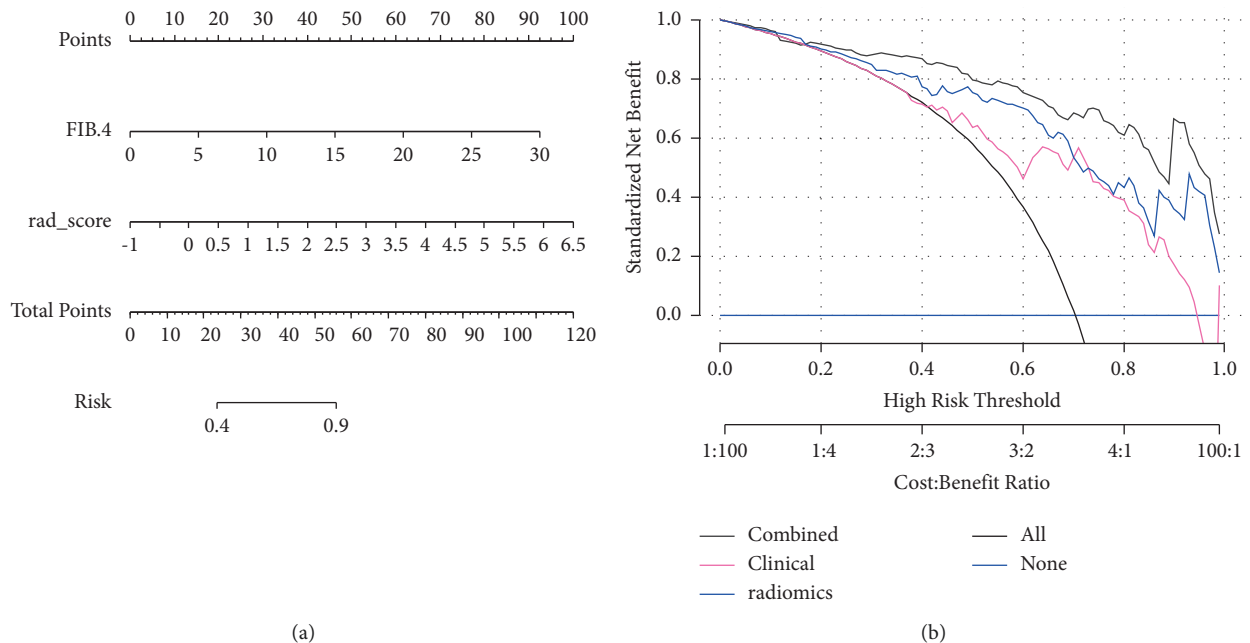 0 10 20 30 40 50 60 70 80 90 100
Points
FIB.4
0 5 10 15 20 25 30
rad_score
-1 0 0.5 1 1.5 2 2.5 3 3.5 4 4.5 5 5.5 6 6.5
Total Points
0 10 20 30 40 50 60 70 80 90 100 120
Risk
0.4 0.9
(a)
Standardized Net Benefit
1.0
0.8
0.6
0.4
0.2
0.0
0.0 0.2 0.4 0.6 0.8 1.0
High Risk Threshold
1:100 1:4 2:3 3:2 4:1 100:1
Cost:Benefit Ratio
Combined
Clinical
radiomics
All
None
(b)